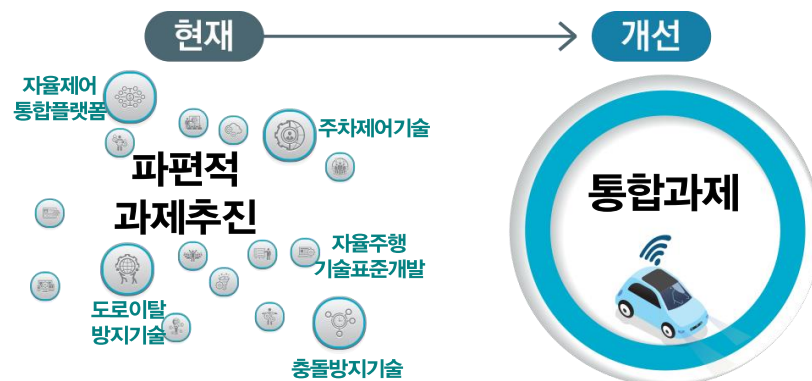 현재
개선
자율제어
통합플랫폼
주차제어기술
파편적
과제추진
통합과제
자율주행
기술표준개발
도로이탈
방지기술
충돌방지기술